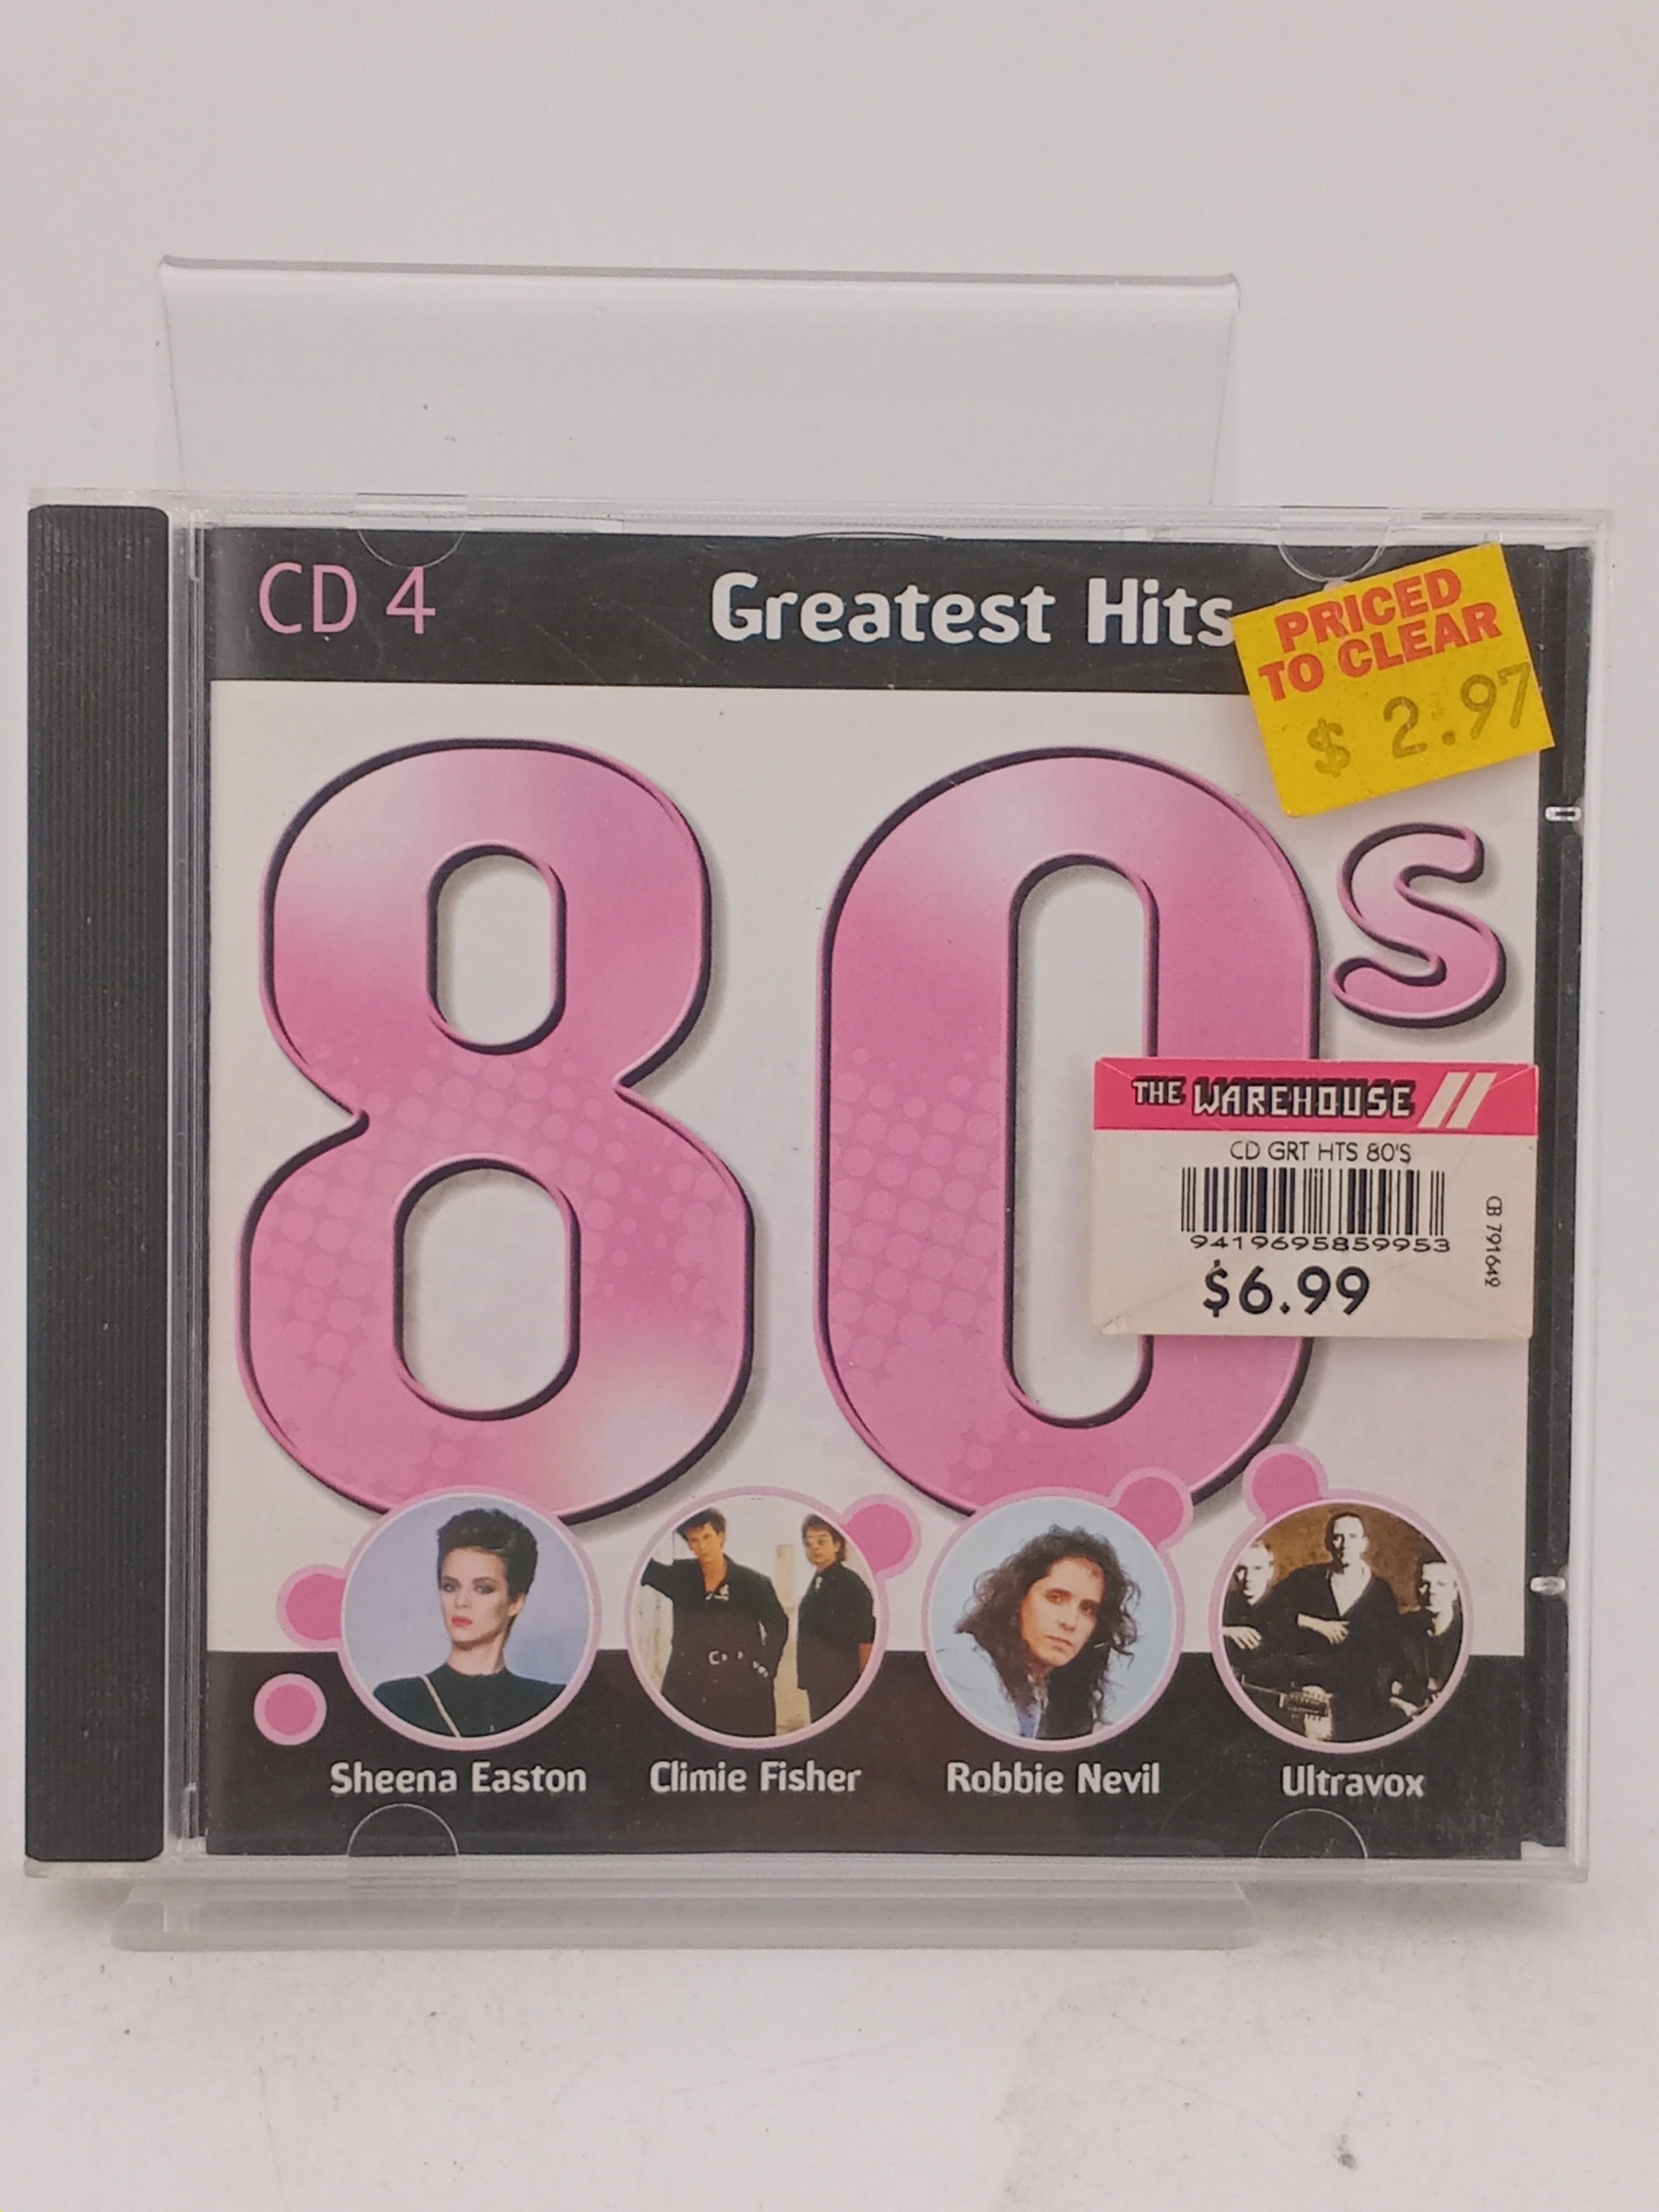 CD 4
Greatest Hits
PRICED
TO CLEAR
$ 2.97
80s
THE WAREHOUSE
CD GRT HTS 80'S
9419695859953
$6.99
CB 791649
Sheena Easton
Climie Fisher
Robbie Nevil
Ultravox